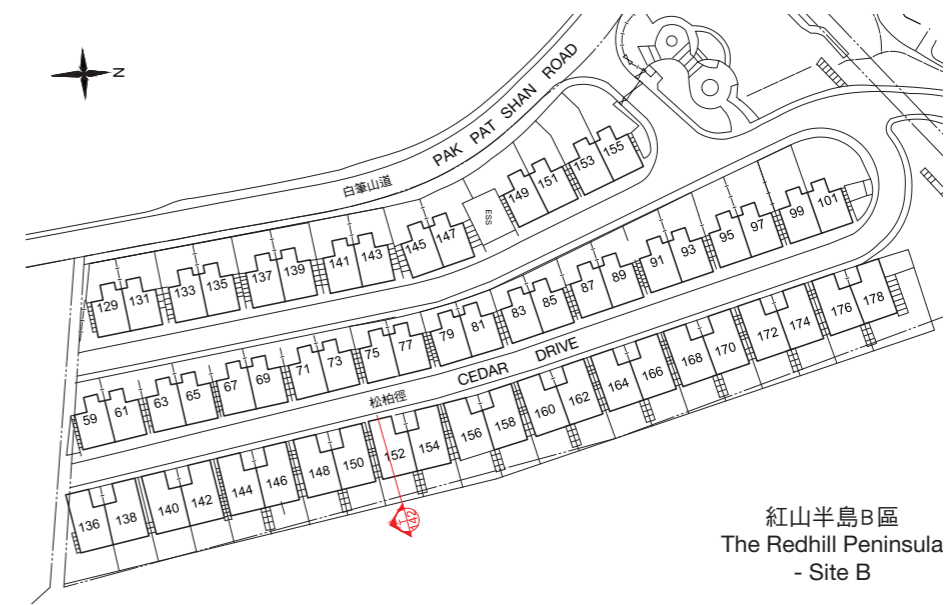 N
PAK PAT SHAN ROAD
白筆山道
129 131 133 135 137 139 141 143 145 147 ESS 149 151 153 155
59 61 63 65 67 69 71 73 75 77 79 81 83 85 87 89 91 93 95 97 99 101
CEDAR DRIVE
松柏徑
136 138 140 142 144 146 148 150 152 154 156 158 160 162 164 166 168 170 172 174 176 178
T
142
紅山半島B區
The Redhill Peninsula
- Site B